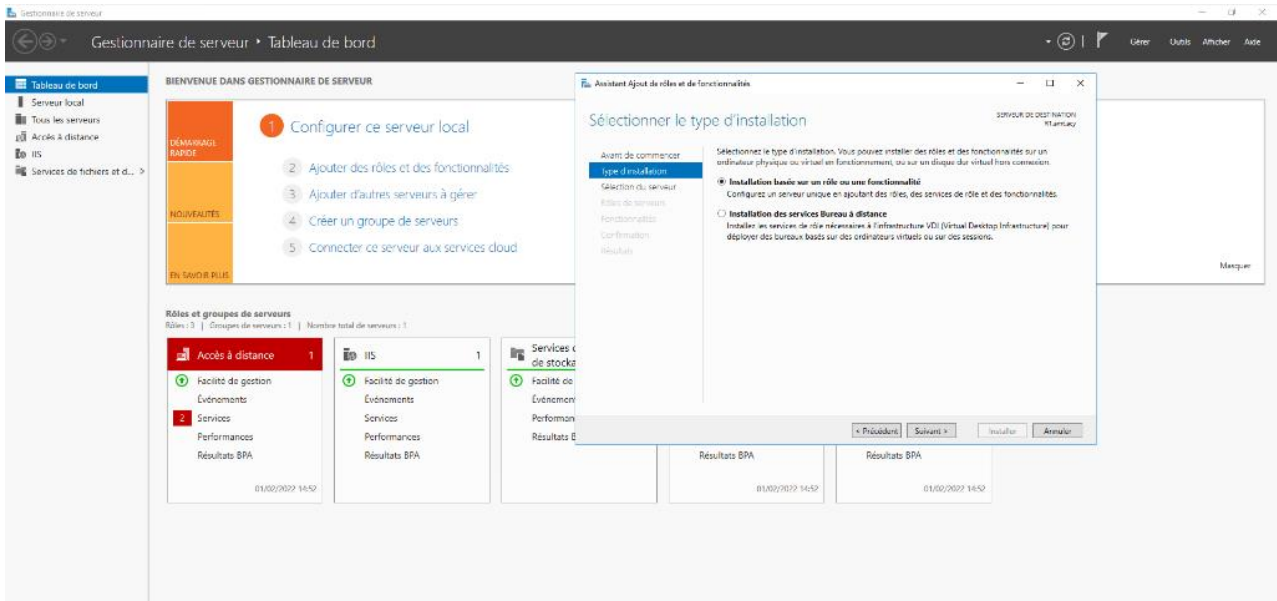 Gestionnaire de serveur
Gestionnaire de serveur • Tableau de bord
Gérer Outils Afficher Aide
Tableau de bord
Serveur local
Tous les serveurs
Accès à distance
IIS
Services de fichiers et d...
BIENVENUE DANS GESTIONNAIRE DE SERVEUR
DÉMARRAGE
RAPIDE
NOUVEAUTÉS
EN SAVOIR PLUS
1 Configurer ce serveur local
2 Ajouter des rôles et des fonctionnalités
3 Ajouter d'autres serveurs à gérer
4 Créer un groupe de serveurs
5 Connecter ce serveur aux services cloud
Masquer
Assistant Ajout de rôles et de fonctionnalités
Sélectionner le type d'installation
SERVEUR DE DESTINATION
Avant de commencer
Type d'installation
Sélection du serveur
Rôles de serveurs
Fonctionnalités
Confirmation
Résultats
Sélectionnez le type d'installation. Vous pouvez installer des rôles et des fonctionnalités sur un
ordinateur physique ou virtuel en fonctionnement, ou sur un disque dur virtuel hors connexion.
Installation basée sur un rôle ou une fonctionnalité
Configurez un serveur unique en ajoutant des rôles, des services de rôle et des fonctionnalités.
Installation des services Bureau à distance
Installez les services de rôle nécessaires à l'infrastructure VDI (Virtual Desktop Infrastructure) pour
déployer des bureaux basés sur des ordinateurs virtuels ou sur des sessions.
< Précédent Suivant > Installer Annuler
Rôles et groupes de serveurs
Rôles : 3 | Groupes de serveurs : 1 | Nombre total de serveurs : 1
Accès à distance 1
Facilité de gestion
Événements
2 Services
Performances
Résultats BPA
01/02/2022 14:52
IIS 1
Facilité de gestion
Événements
Services
Performances
Résultats BPA
Services
de stocka
Facilité de
Événemen
Performan
Résultats B
Résultats BPA
01/02/2022 14:52
Résultats BPA
01/02/2022 14:52